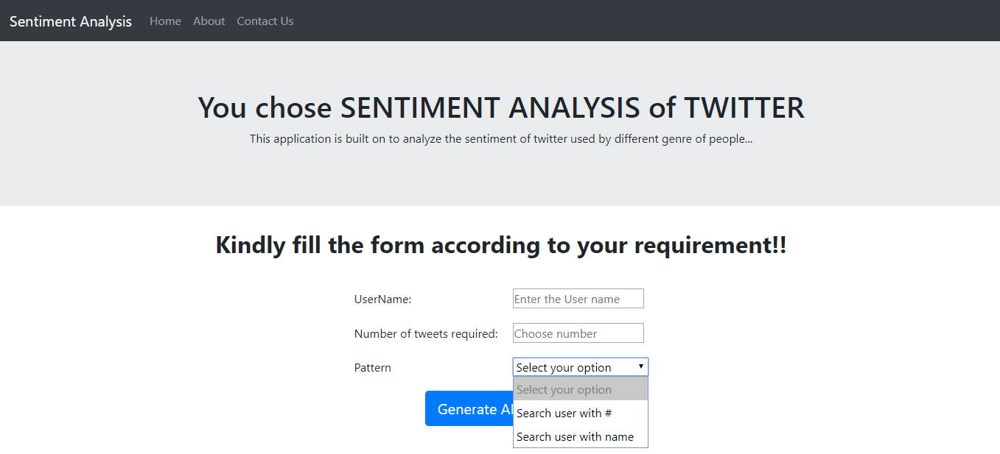 Sentiment Analysis Home About Contact Us
You chose SENTIMENT ANALYSIS of TWITTER
This application is built on to analyze the sentiment of twitter used by different genre of people...
Kindly fill the form according to your requirement!!
UserName: Enter the User name
Number of tweets required: Choose number
Pattern Select your option
Select your option
Generate
Search user with #
Search user with name